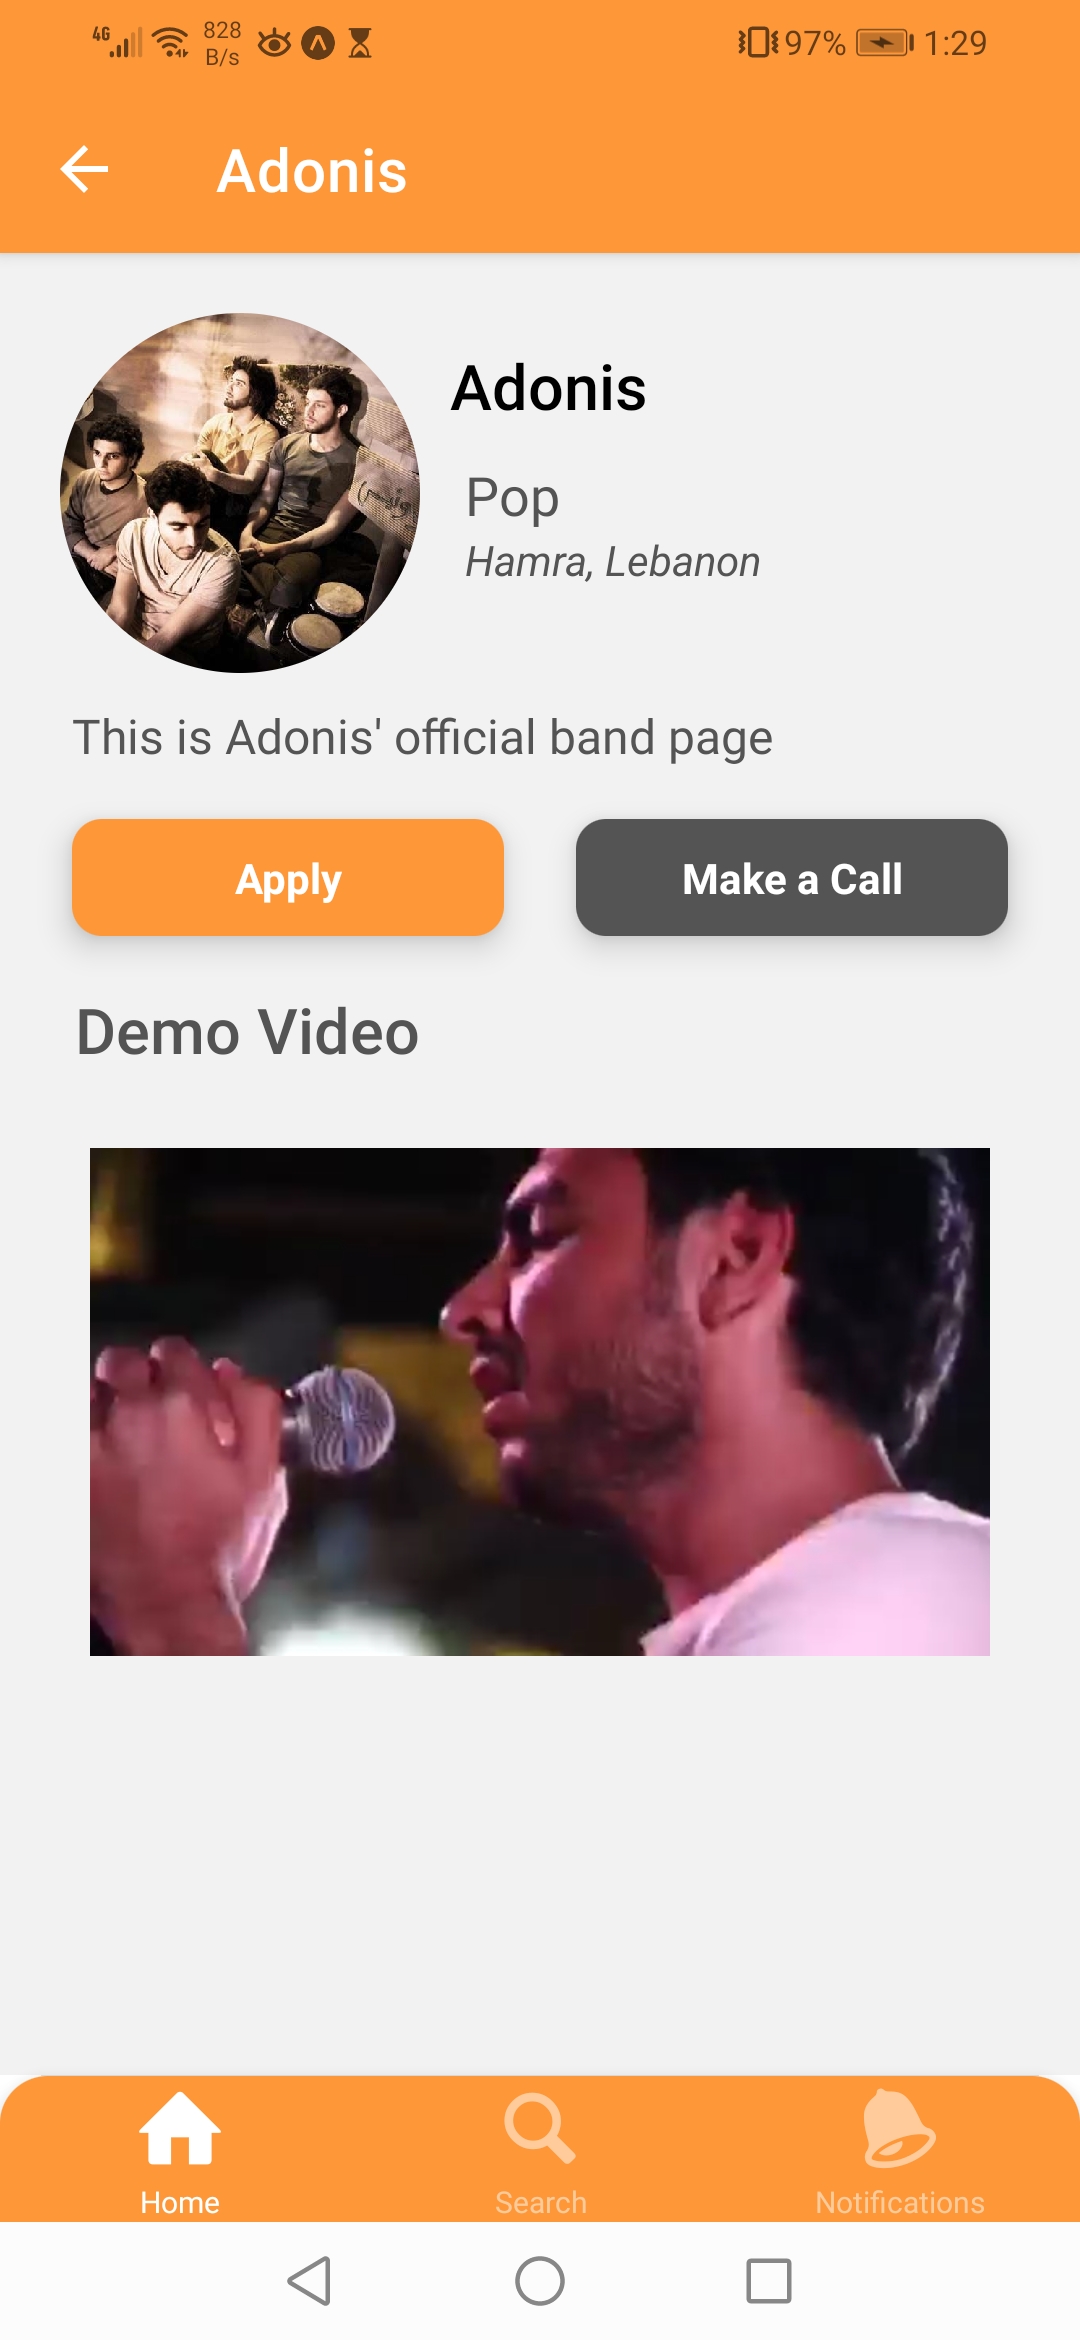 4G 828 B/s 97% 1:29
Adonis
Adonis
Pop
Hamra, Lebanon
This is Adonis' official band page
Apply Make a Call
Demo Video
Home Search Notifications